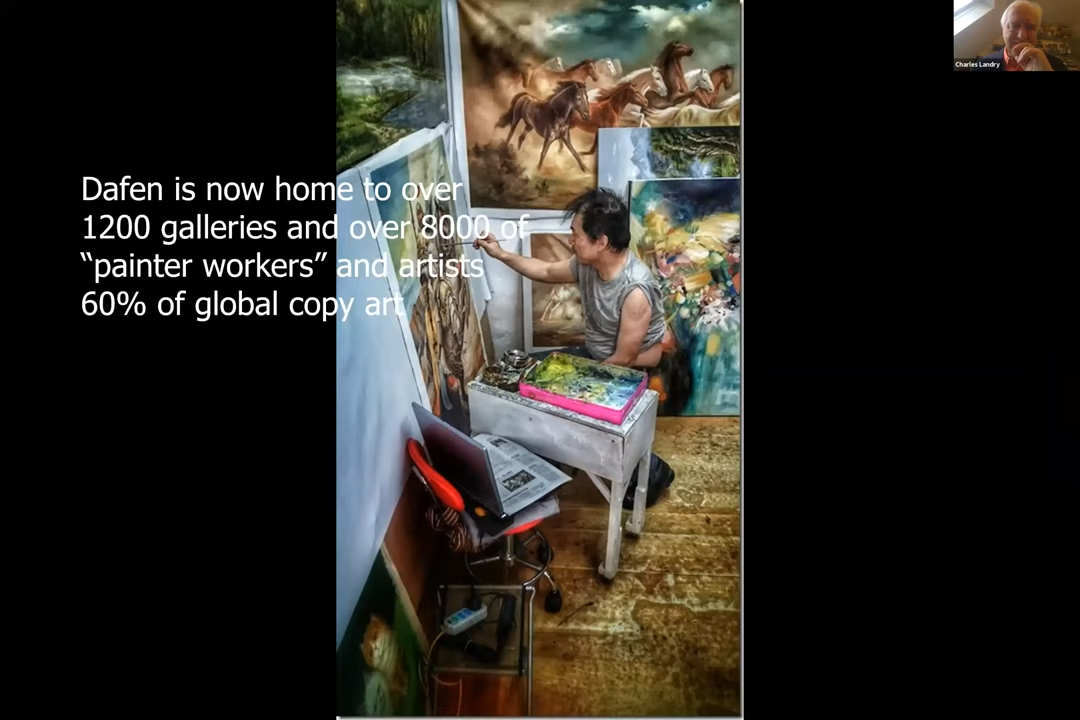 Dafen is now home to over
1200 galleries and over 8000 of
“painter workers” and artists
60% of global copy art
Charles Landry